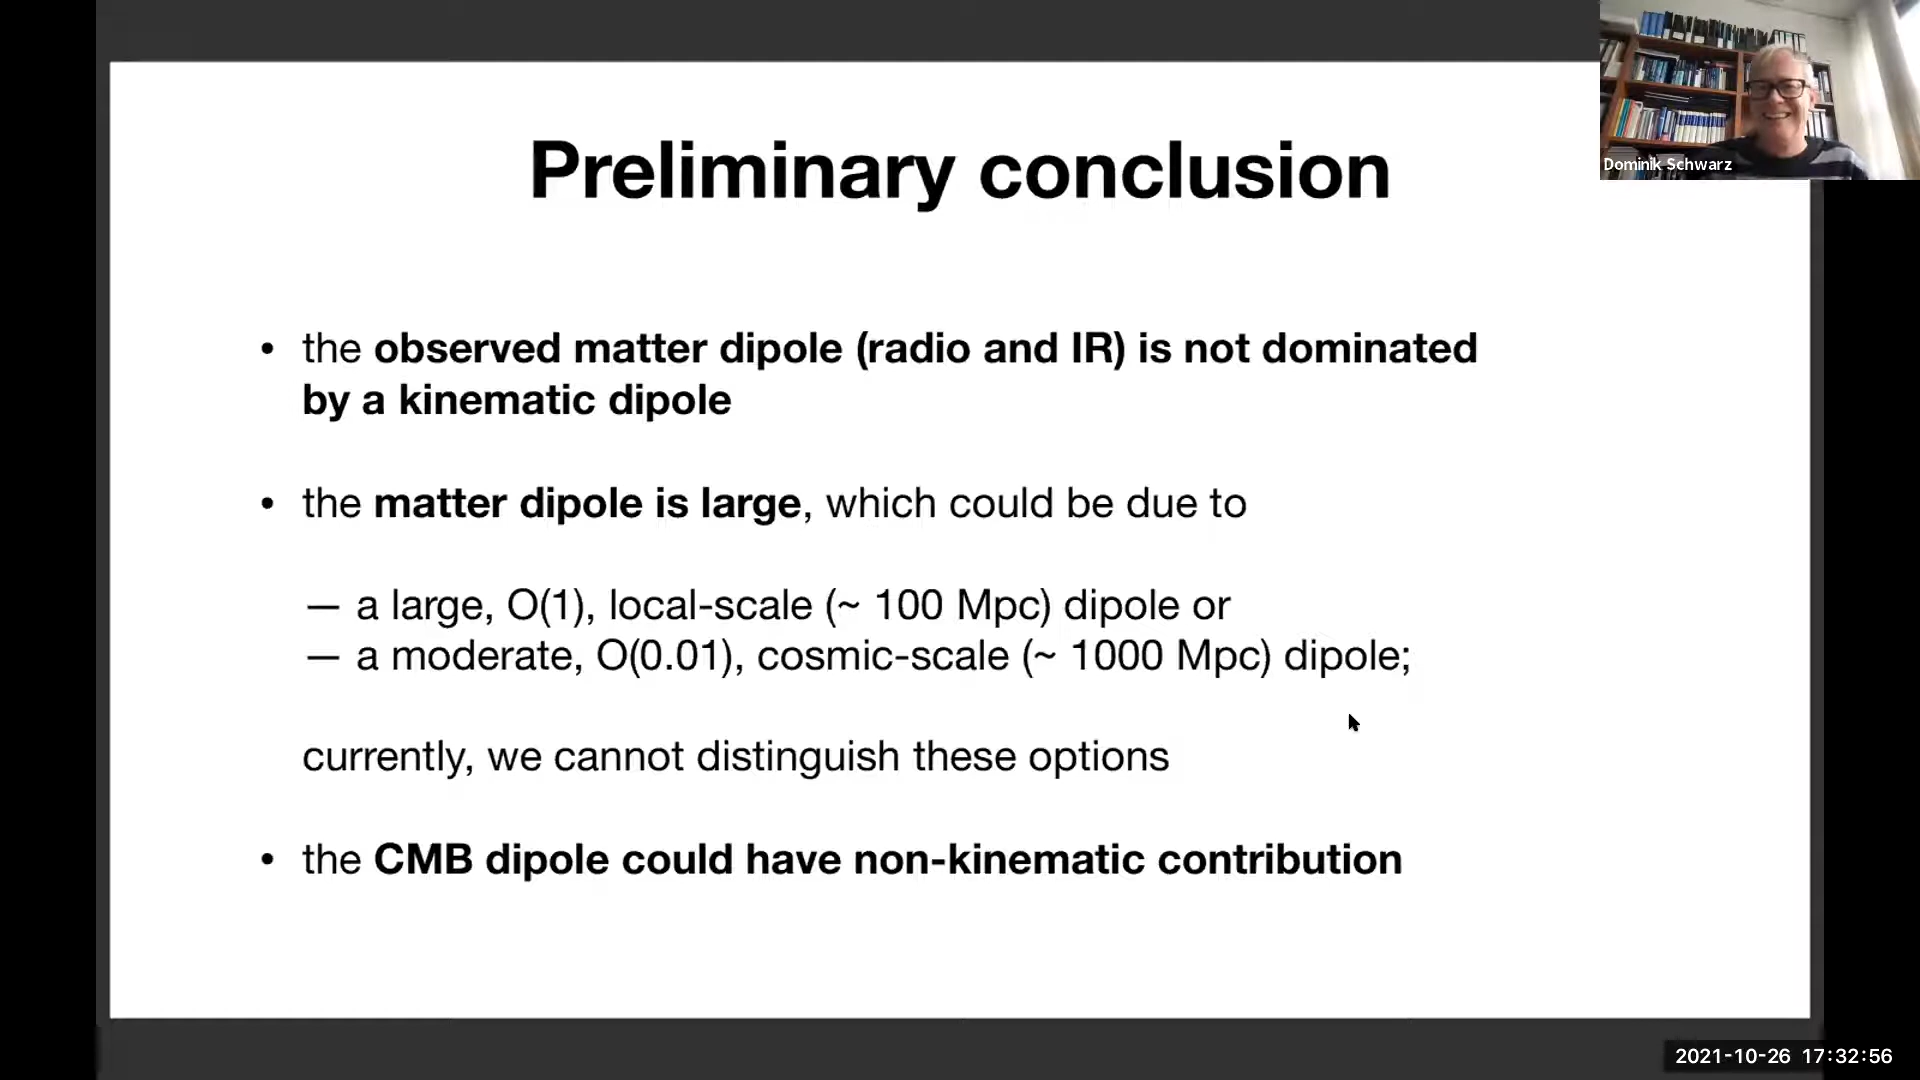 Preliminary conclusion
Dominik Schwarz
• the observed matter dipole (radio and IR) is not dominated
by a kinematic dipole
• the matter dipole is large, which could be due to
— a large, O(1), local-scale (~ 100 Mpc) dipole or
— a moderate, O(0.01), cosmic-scale (~ 1000 Mpc) dipole;
currently, we cannot distinguish these options
• the CMB dipole could have non-kinematic contribution
2021-10-26 17:32:56